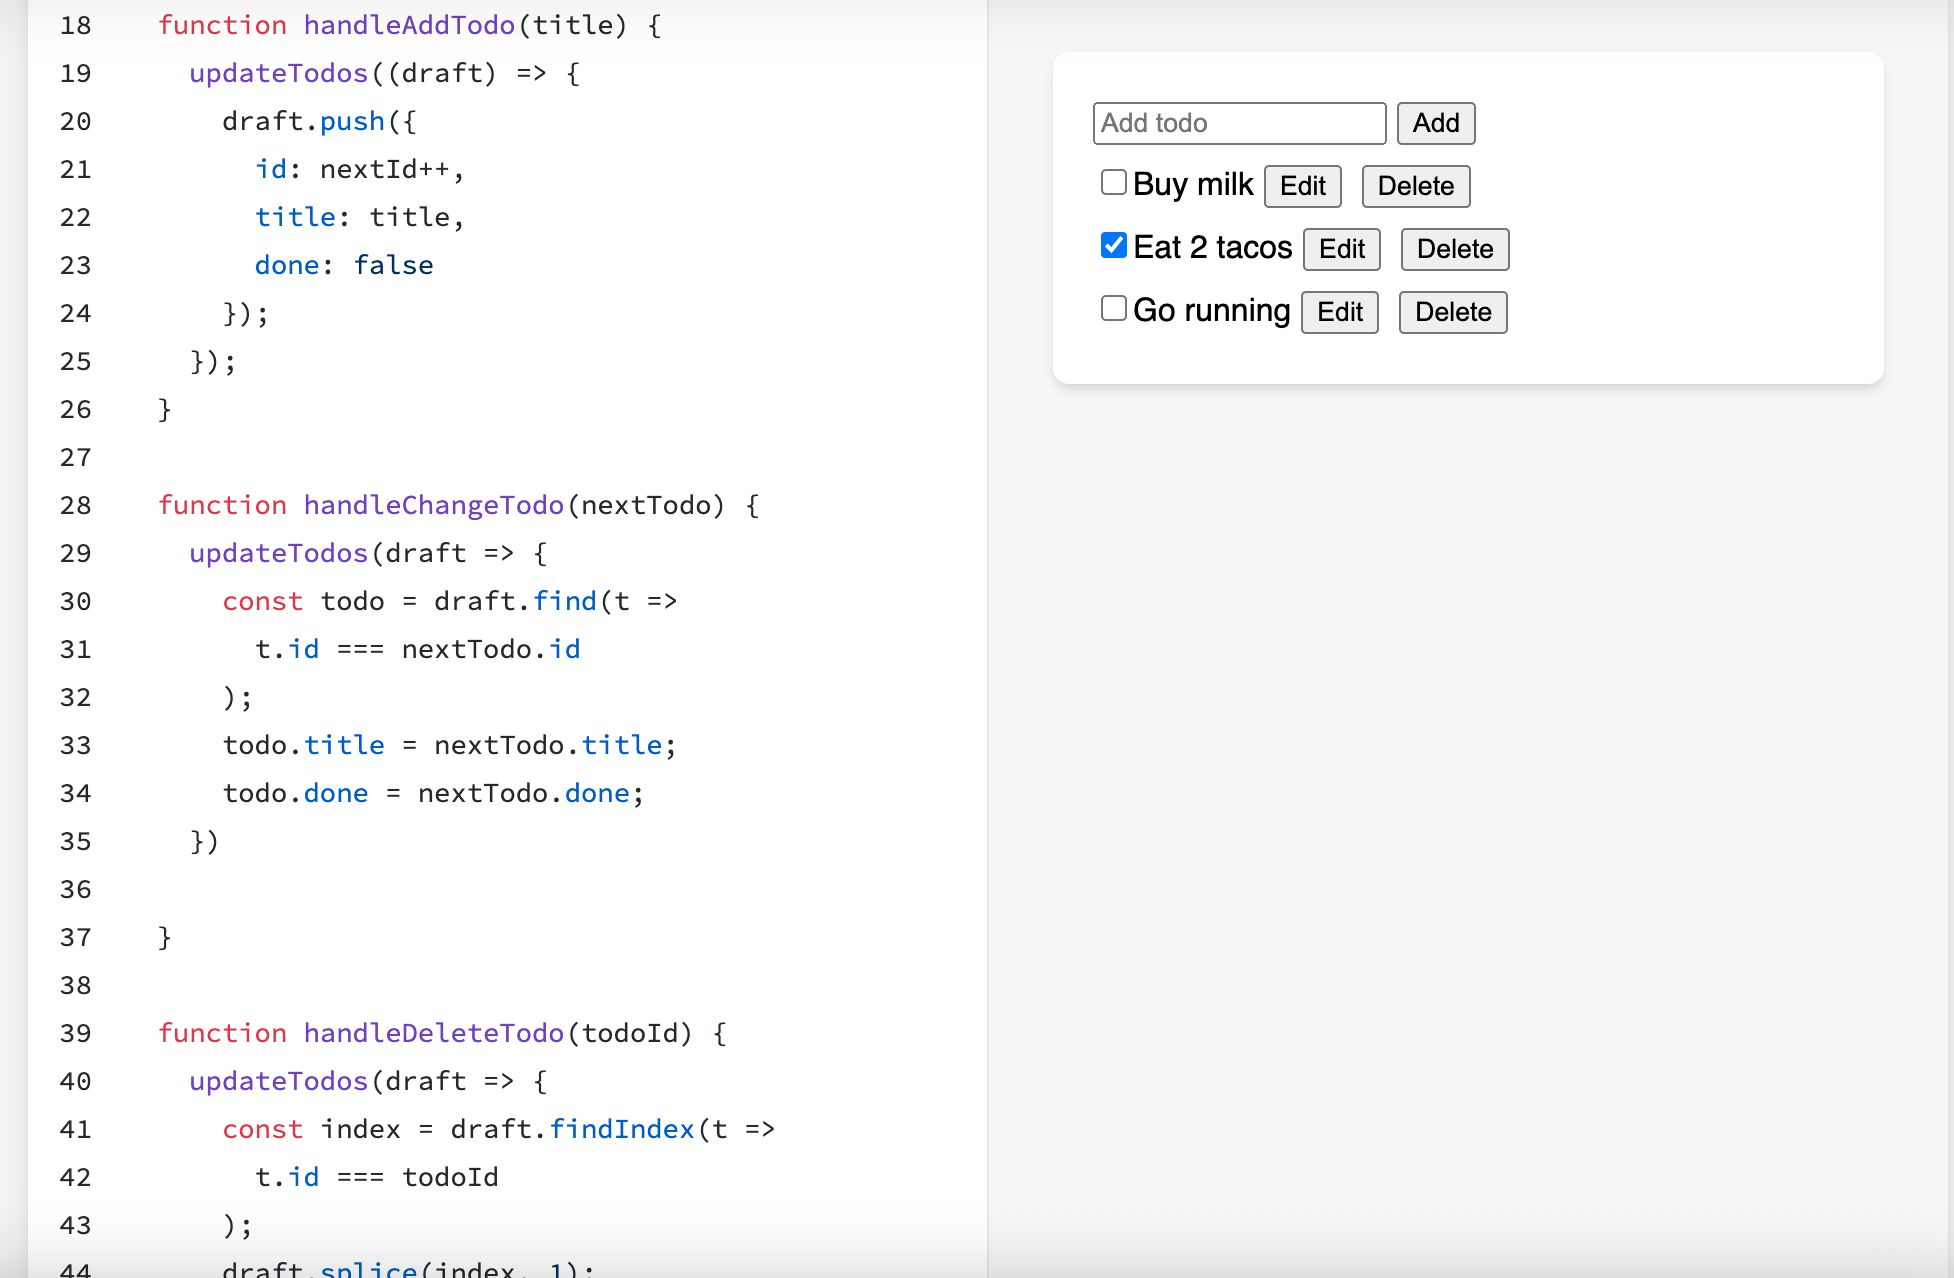 18 function handleAddTodo(title) {
19 updateTodos((draft) => {
20 draft.push({
21 id: nextId++,
22 title: title,
23 done: false
24 });
25 });
26 }
27
28 function handleChangeTodo(nextTodo) {
29 updateTodos(draft => {
30 const todo = draft.find(t =>
31 t.id === nextTodo.id
32 );
33 todo.title = nextTodo.title;
34 todo.done = nextTodo.done;
35 })
36
37 }
38
39 function handleDeleteTodo(todoId) {
40 updateTodos(draft => {
41 const index = draft.findIndex(t =>
42 t.id === todoId
43 );
44 draft.splice(index, 1);
Add todo Add
Buy milk Edit Delete
Eat 2 tacos Edit Delete
Go running Edit Delete